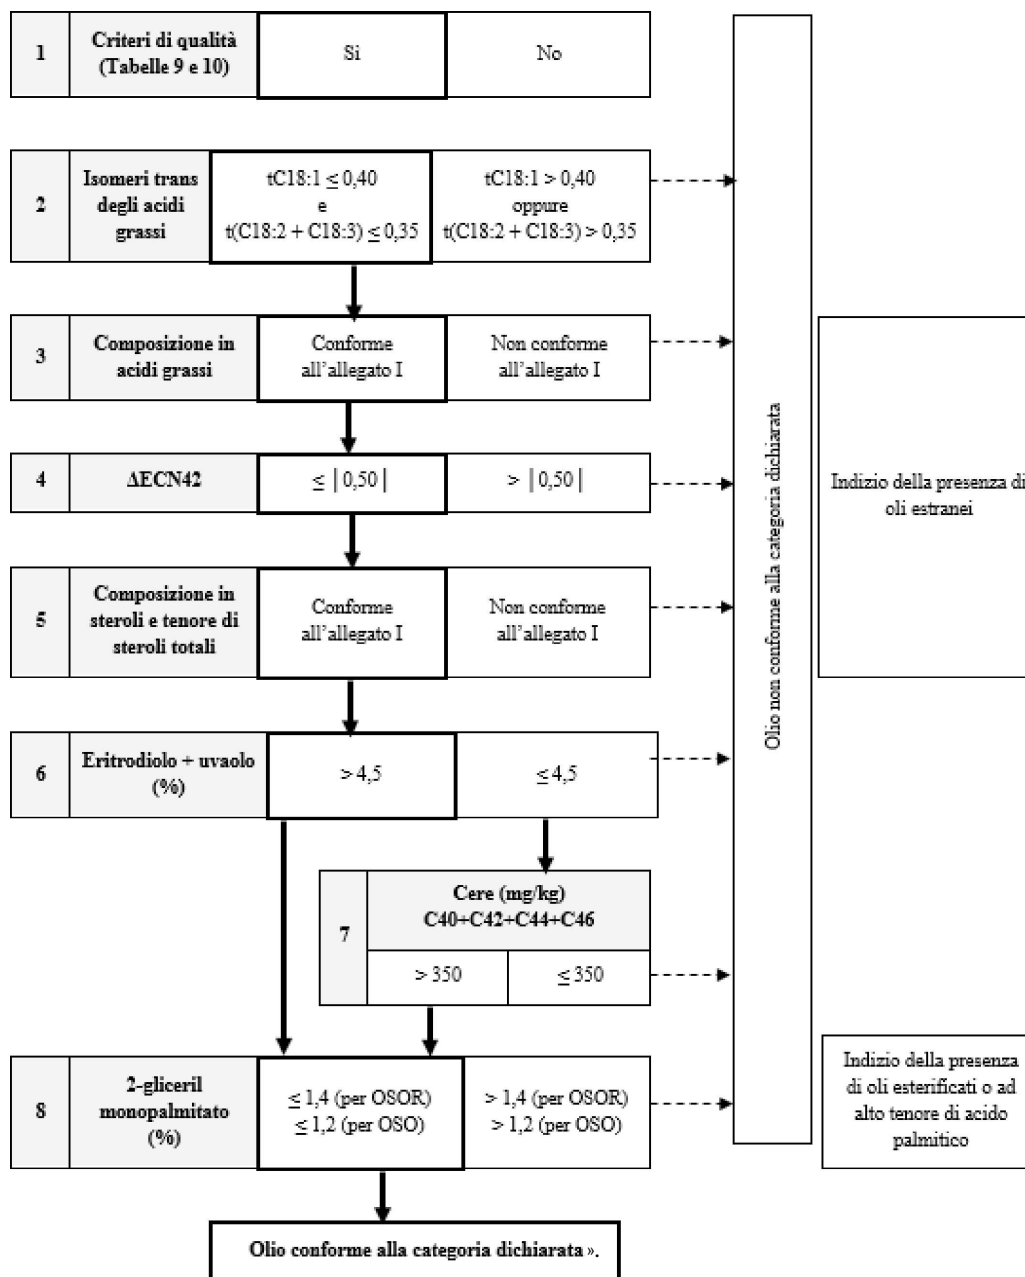 1
Criteri di qualità
(Tabelle 9 e 10)
Si
No
2
Isomeri trans
degli acidi
grassi
tC18:1 ≤ 0,40
e
t(C18:2 + C18:3) ≤ 0,35
tC18:1 > 0,40
oppure
t(C18:2 + C18:3) > 0,35
3
Composizione in
acidi grassi
Conforme
all’allegato I
Non conforme
all’allegato I
4
ΔECN42
≤ | 0,50 |
> | 0,50 |
5
Composizione in
steroli e tenore di
steroli totali
Conforme
all’allegato I
Non conforme
all’allegato I
6
Eritrodiolo + uvaolo
(%)
> 4,5
≤ 4,5
7
Cere (mg/kg)
C40+C42+C44+C46
> 350
≤ 350
8
2-gliceril
monopalmitato
(%)
≤ 1,4 (per OSOR)
≤ 1,2 (per OSO)
> 1,4 (per OSOR)
> 1,2 (per OSO)
Olio conforme alla categoria dichiarata ».
Olio non conforme alla categoria dichiarata
Indizio della presenza di
oli estranei
Indizio della presenza
di oli esterificati o ad
alto tenore di acido
palmitico